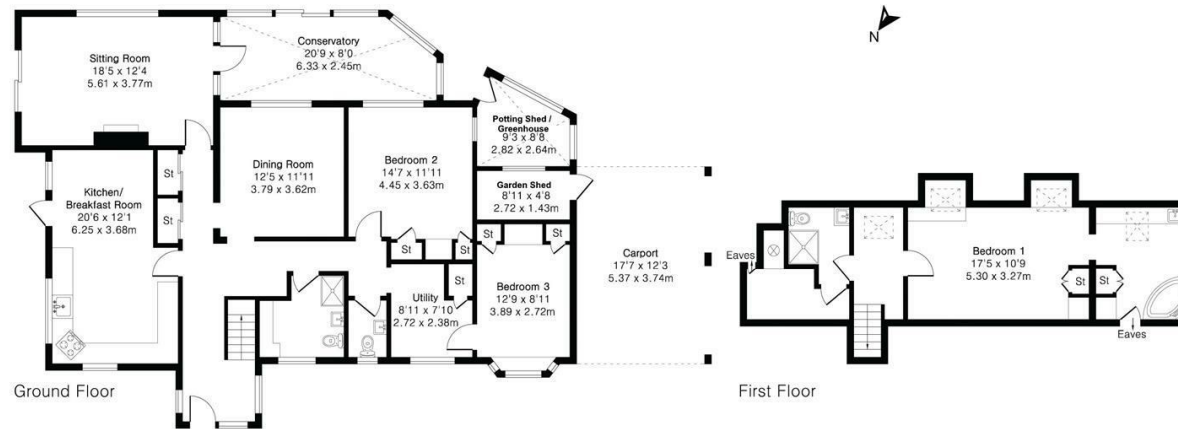 N
Conservatory
20'9 x 8'0
6.33 x 2.45m
Sitting Room
18'5 x 12'4
5.61 x 3.77m
Potting Shed /
Greenhouse
9'3 x 8'8
2.82 x 2.64m
Dining Room
12'5 x 11'11
3.79 x 3.62m
Bedroom 2
14'7 x 11'11
4.45 x 3.63m
Kitchen/
Breakfast Room
20'6 x 12'1
6.25 x 3.68m
St
St
Garden Shed
8'11 x 4'8
2.72 x 1.43m
Carport
17'7 x 12'3
5.37 x 3.74m
St
St
St
St
St
Utility
8'11 x 7'10
2.72 x 2.38m
Bedroom 3
12'9 x 8'11
3.89 x 2.72m
Ground Floor
Eaves
Bedroom 1
17'5 x 10'9
5.30 x 3.27m
St
St
Eaves
First Floor